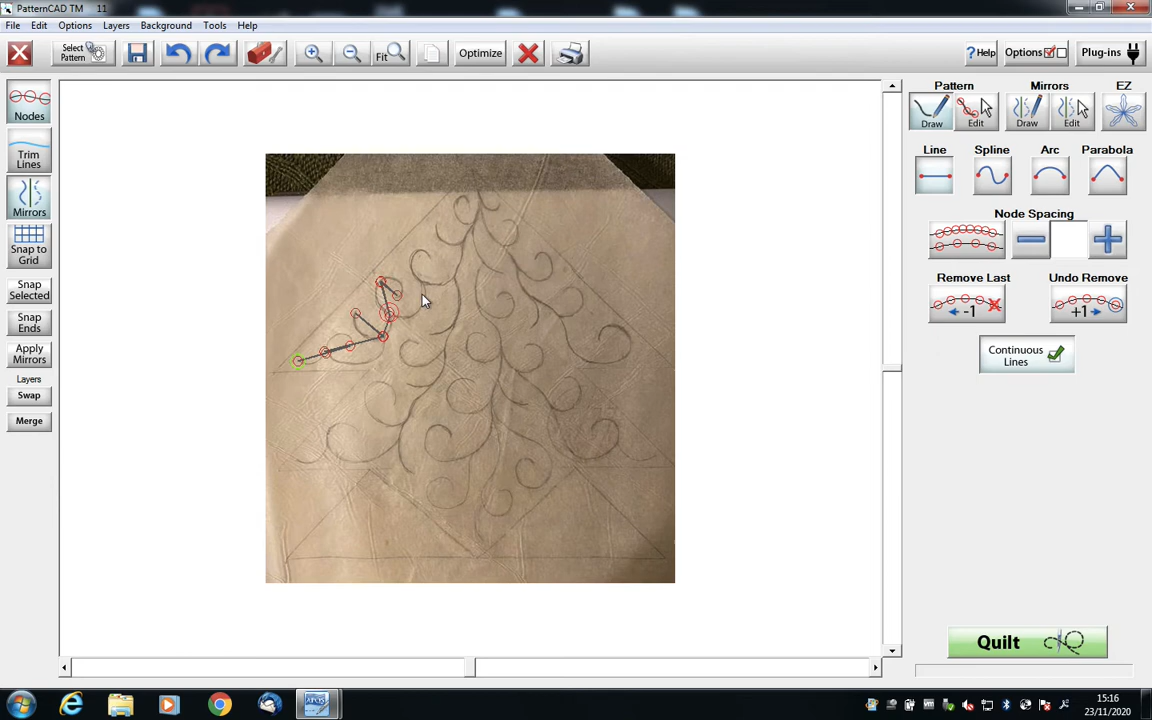 PatternCAD TM 11
File Edit Options Layers Background Tools Help
Select Pattern
Fit
Optimize
Help
Options
Plug-ins
Nodes
Trim Lines
Mirrors
Snap to Grid
Snap Selected
Snap Ends
Apply Mirrors
Layers
Swap
Merge
Pattern Mirrors EZ
Draw Edit Draw Edit
Line Spline Arc Parabola
Node Spacing
Remove Last Undo Remove
-1 +1
Continuous Lines
Quilt
15:16
23/11/2020